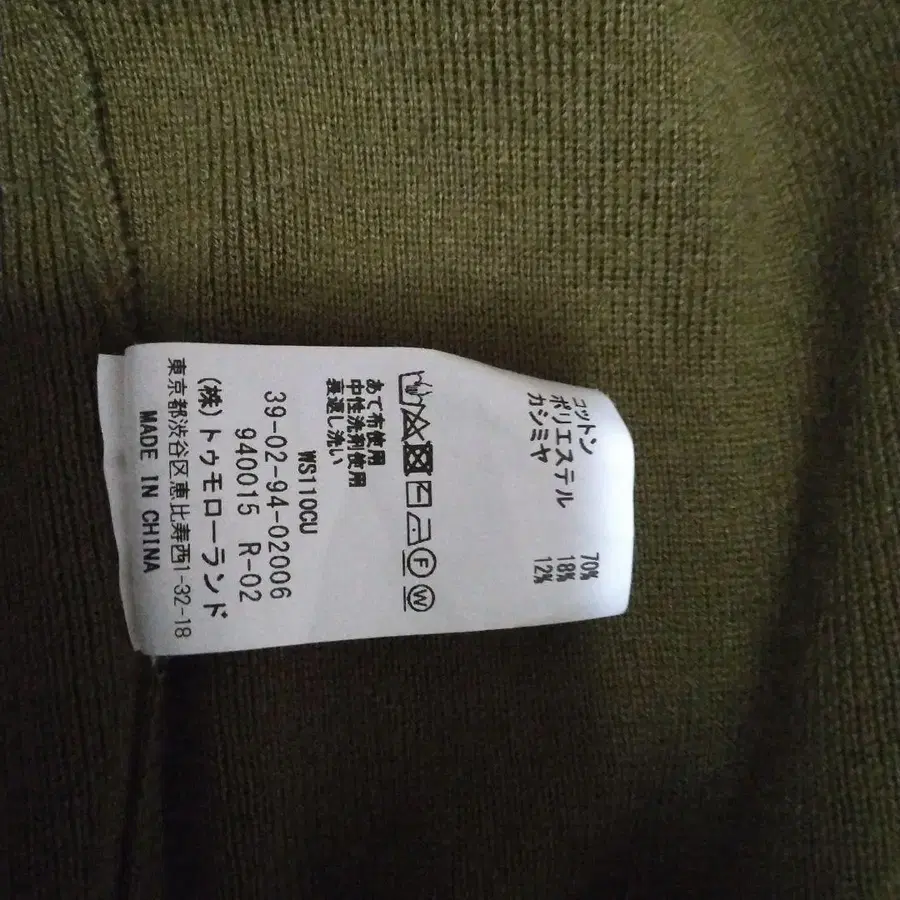 コットン 70%
ポリエステル 18%
カシミヤ 12%
F W
あて布使用
中性洗剤使用
裏返し洗い
WS110CU
39-02-94-02006
940015 R-02
(株)トゥモローランド
東京都渋谷区恵比寿西1-32-18
MADE IN CHINA